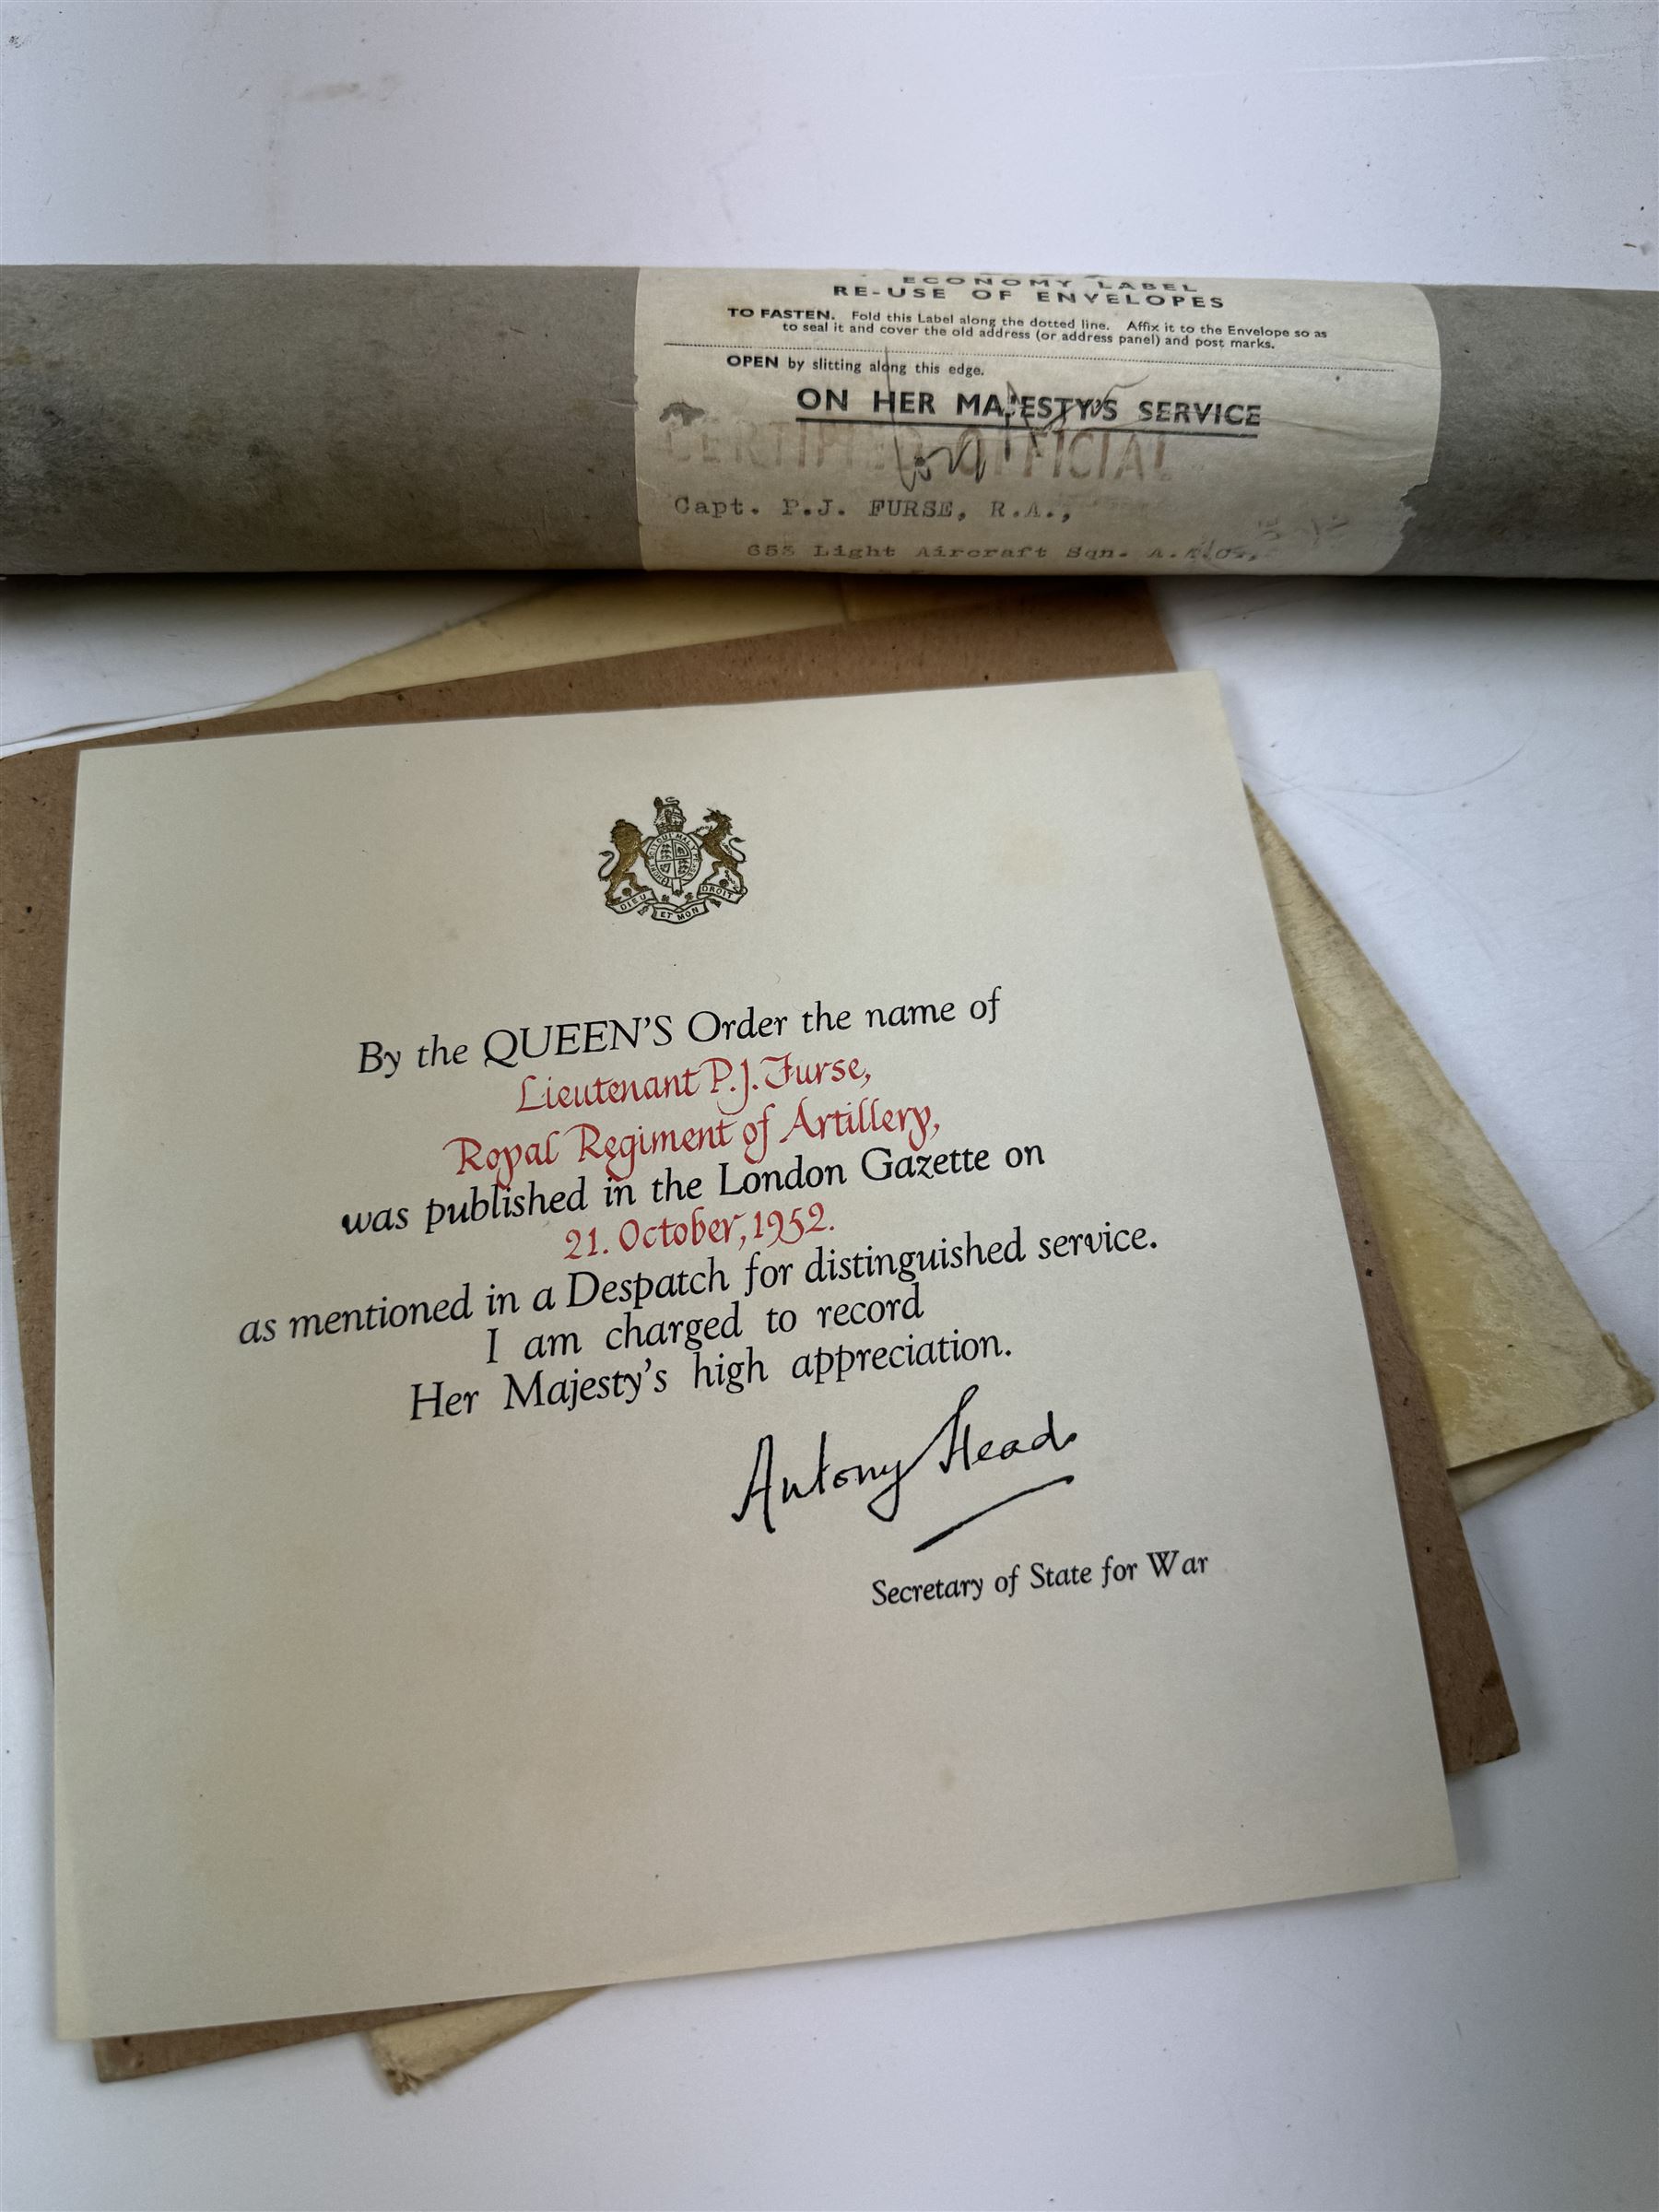 ECONOMY LABEL
RE-USE OF ENVELOPES
TO FASTEN. Fold this Label along the dotted line. Affix it to the Envelope so as
to seal it and cover the old address (or address panel) and post marks.
OPEN by slitting along this edge.
ON HER MAJESTY'S SERVICE
CERTIFIED OFFICIAL
Capt. P.J. FURSE, R.A.,
Light Aircraft Sqn.
DIEU ET MON DROIT
By the QUEEN'S Order the name of
Lieutenant P.J. Furse,
Royal Regiment of Artillery,
was published in the London Gazette on
21. October, 1952.
as mentioned in a Despatch for distinguished service.
I am charged to record
Her Majesty's high appreciation.
Antony Head
Secretary of State for War